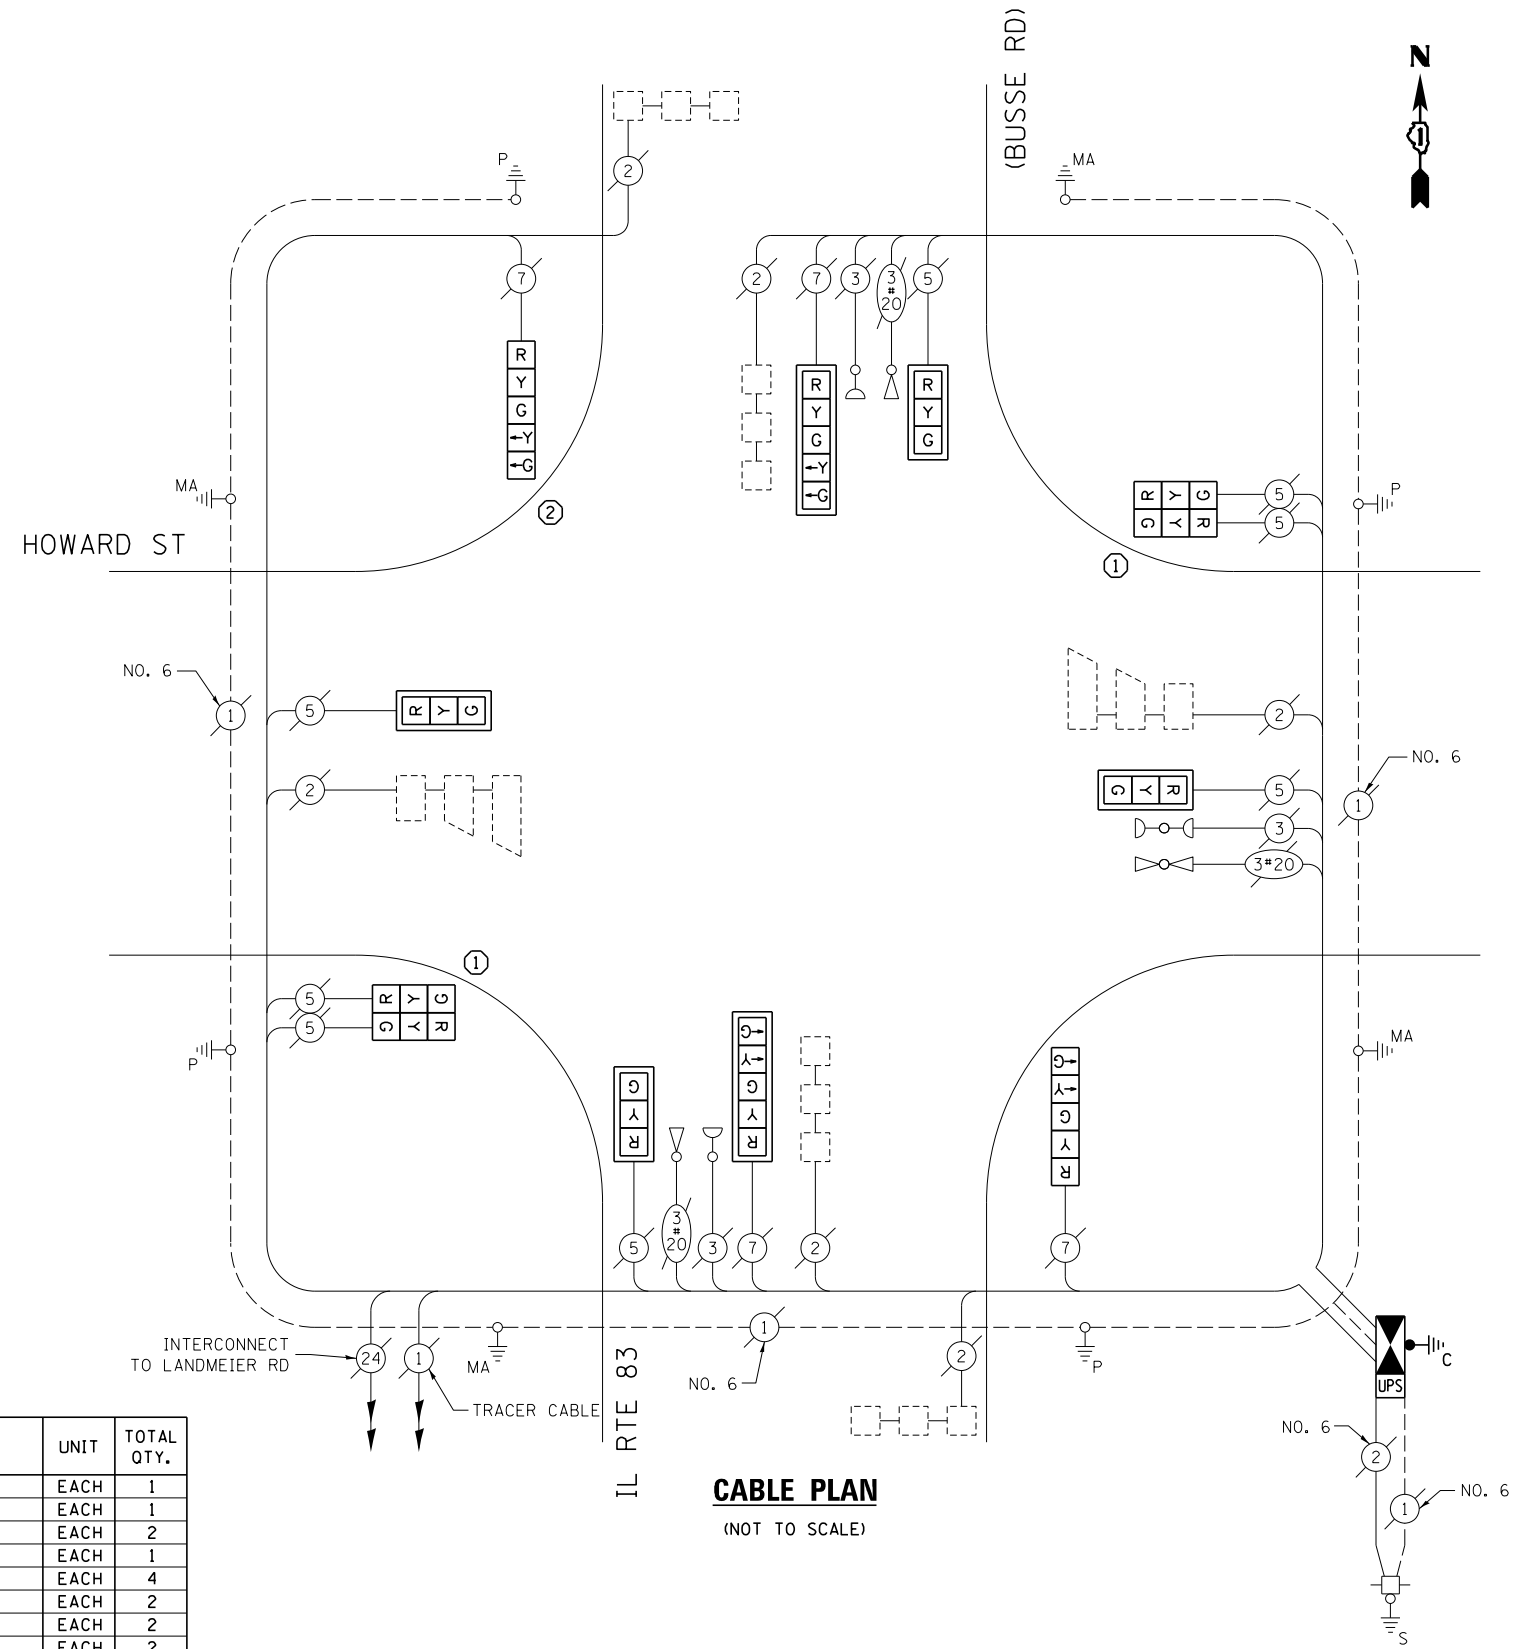 (BUSSE RD)
N
1
P
MA
2
7
2
7
3
3
#
20
5
R
Y
G
←Y
←G
R
Y
G
←Y
←G
R
Y
G
MA
2
R Y G
G Y R
5
5
P
HOWARD ST
1
NO. 6
1
5
R Y G
2
2
NO. 6
1
G Y R
5
3
3#20
1
5
5
R Y G
G Y R
P
MA
G
Y
R
←G
←Y
G
Y
R
←G
←Y
G
Y
R
5
3
#
20
3
7
2
7
INTERCONNECT
TO LANDMEIER RD
24
1
MA
1
NO. 6
2
P
C
UPS
TRACER CABLE
IL RTE 83
NO. 6
2
1
NO. 6
S
CABLE PLAN
(NOT TO SCALE)
UNIT TOTAL QTY.
EACH 1
EACH 1
EACH 2
EACH 1
EACH 4
EACH 2
EACH 2
EACH 2